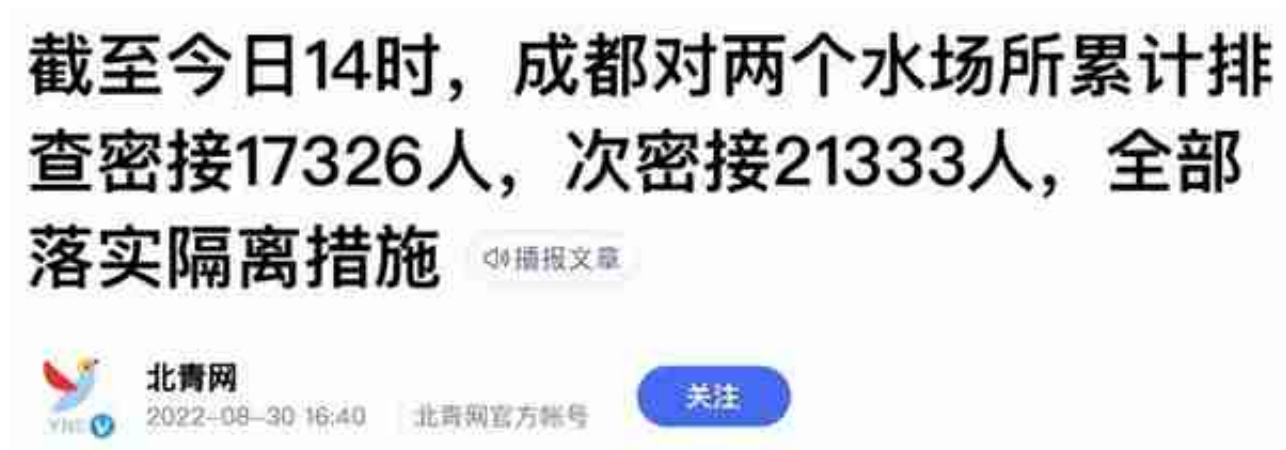 截至今日14时，成都对两个水场所累计排
查密接17326人，次密接21333人，全部
落实隔离措施 播报文章
北青网
2022-08-30 16:40 北青网官方帐号
关注